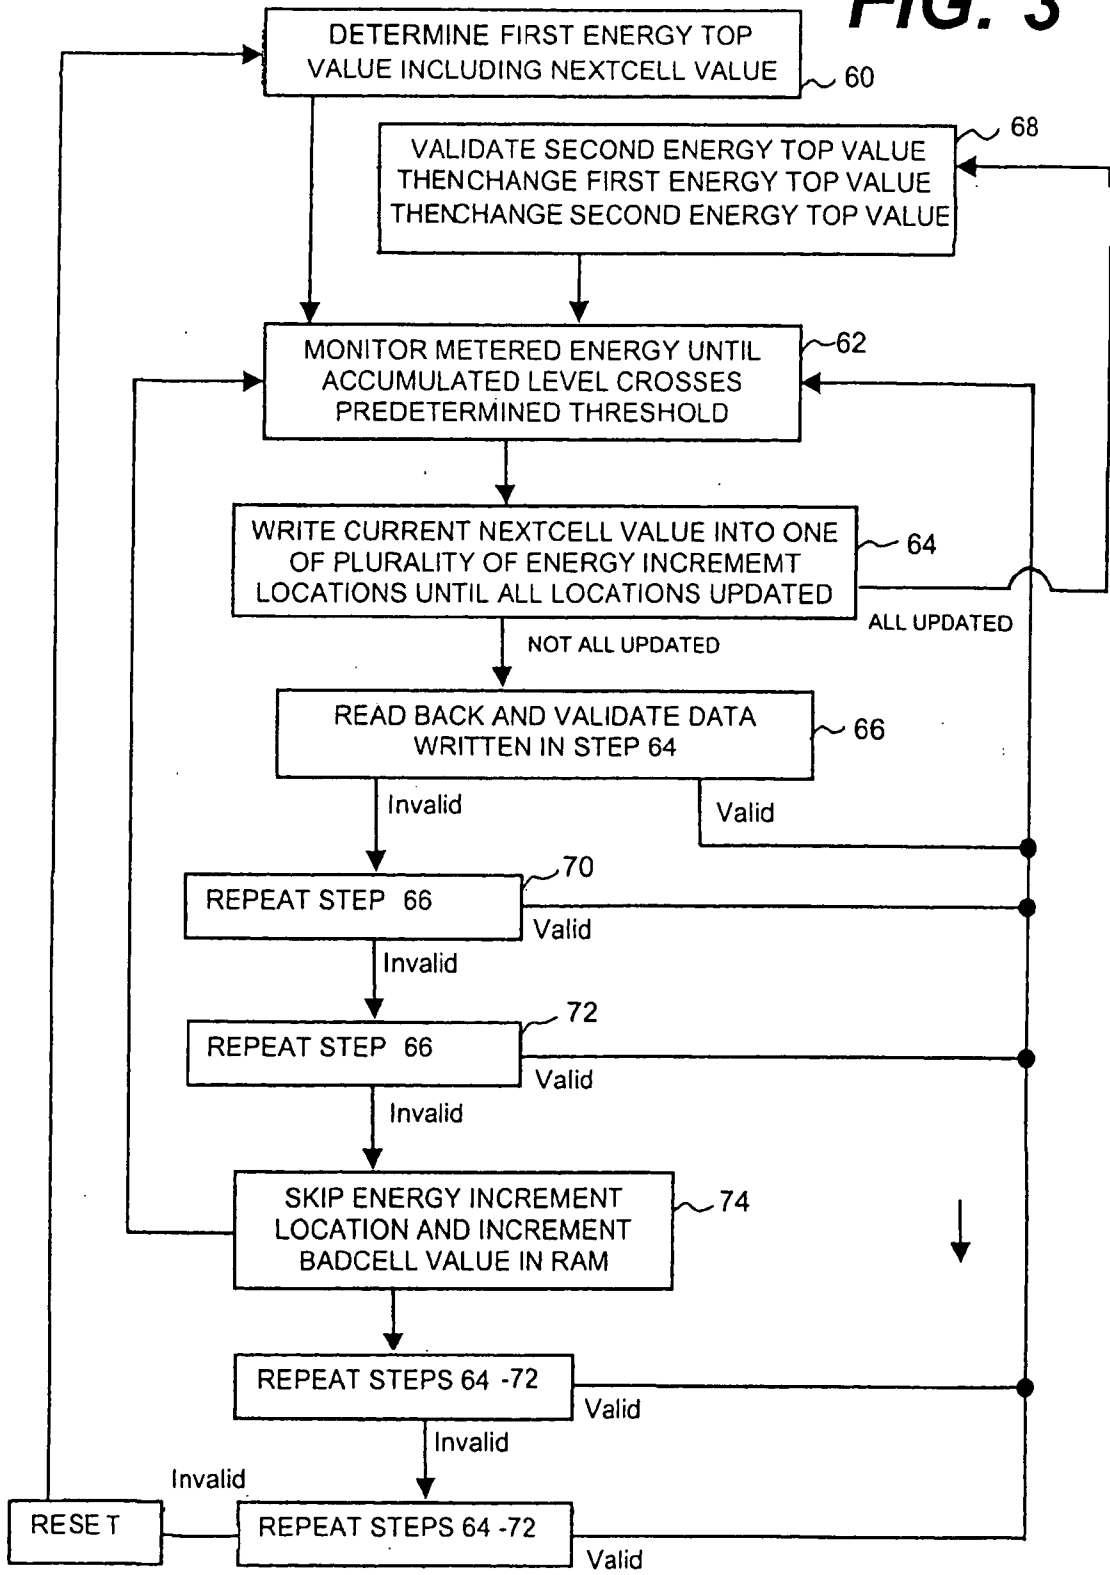 FIG. 3
DETERMINE FIRST ENERGY TOP
VALUE INCLUDING NEXTCELL VALUE
60
68
VALIDATE SECOND ENERGY TOP VALUE
THENCHANGE FIRST ENERGY TOP VALUE
THENCHANGE SECOND ENERGY TOP VALUE
MONITOR METERED ENERGY UNTIL
ACCUMULATED LEVEL CROSSES
PREDETERMINED THRESHOLD
62
WRITE CURRENT NEXTCELL VALUE INTO ONE
OF PLURALITY OF ENERGY INCREMEMT
LOCATIONS UNTIL ALL LOCATIONS UPDATED
64
ALL UPDATED
NOT ALL UPDATED
READ BACK AND VALIDATE DATA
WRITTEN IN STEP 64
66
Invalid
Valid
REPEAT STEP 66
70
Valid
Invalid
REPEAT STEP 66
72
Valid
Invalid
SKIP ENERGY INCREMENT
LOCATION AND INCREMENT
BADCELL VALUE IN RAM
74
REPEAT STEPS 64 -72
Valid
Invalid
Invalid
RESET
REPEAT STEPS 64 -72
Valid